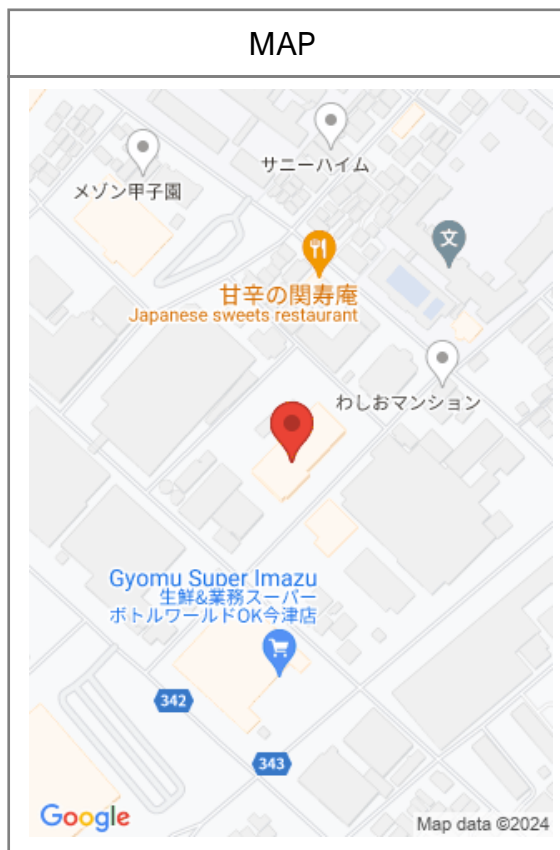 MAP
サニーハイム
メゾン甲子園
文
甘辛の関寿庵
Japanese sweets restaurant
わしおマンション
Gyomu Super Imazu
生鮮&業務スーパー
ボトルワールドOK今津店
342
343
Google
Map data ©2024